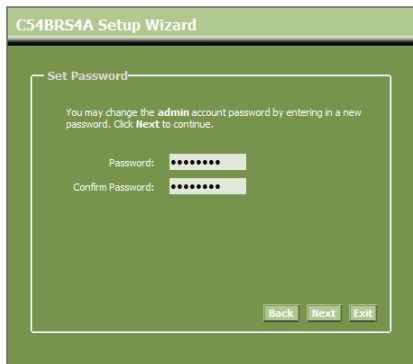 C54BRS4A Setup Wizard
Set Password
You may change the admin account password by entering in a new
password. Click Next to continue.
Password: ●●●●●●●●
Confirm Password: ●●●●●●●●
Back Next Exit